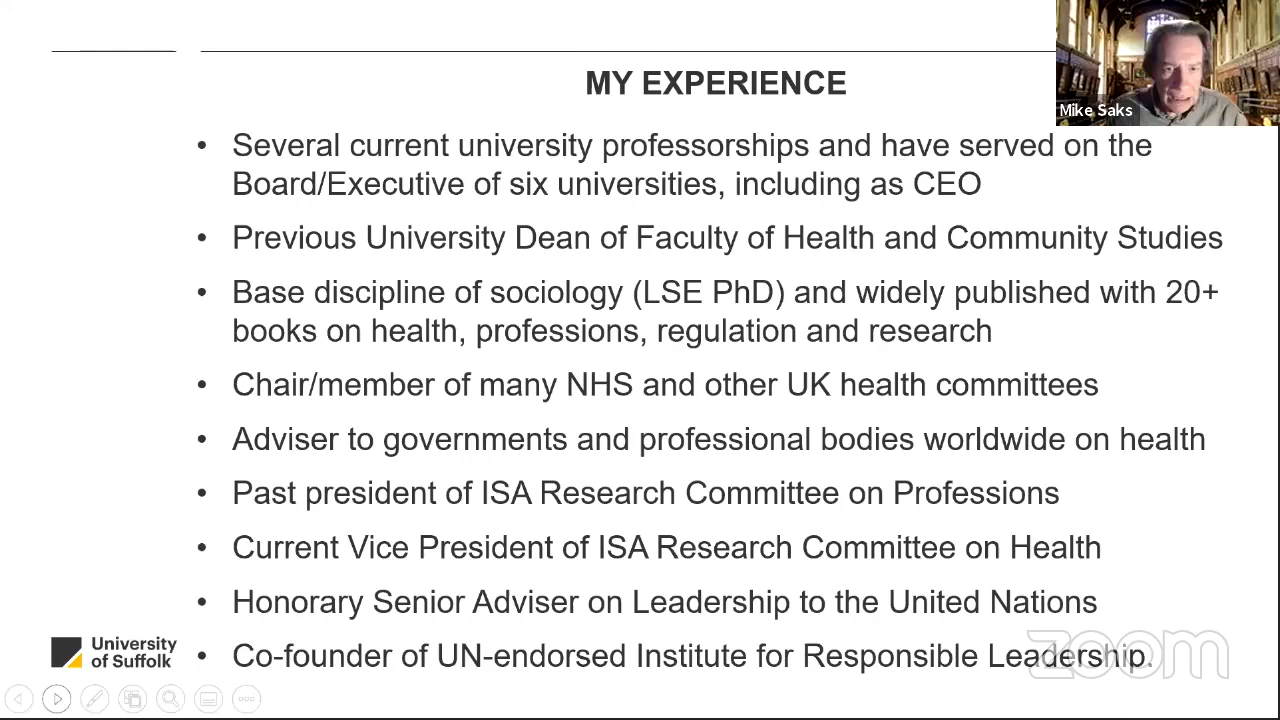 MY EXPERIENCE
Mike Saks
• Several current university professorships and have served on the
Board/Executive of six universities, including as CEO
• Previous University Dean of Faculty of Health and Community Studies
• Base discipline of sociology (LSE PhD) and widely published with 20+
books on health, professions, regulation and research
• Chair/member of many NHS and other UK health committees
• Adviser to governments and professional bodies worldwide on health
• Past president of ISA Research Committee on Professions
• Current Vice President of ISA Research Committee on Health
• Honorary Senior Adviser on Leadership to the United Nations
• Co-founder of UN-endorsed Institute for Responsible Leadership.
University
of Suffolk
zoom